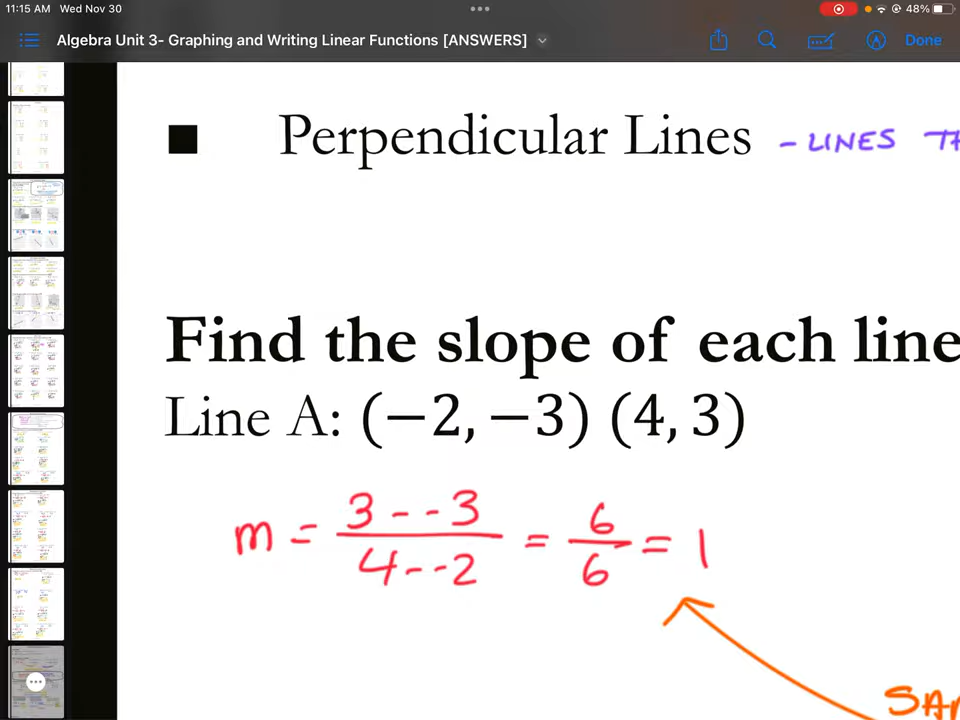 11:15 AM Wed Nov 30 48%
Algebra Unit 3- Graphing and Writing Linear Functions [ANSWERS] Done
■ Perpendicular Lines - LINES TH
Find the slope of each line
Line A: (−2, −3) (4, 3)
m = 3--3 / 4--2 = 6/6 = 1
SAM